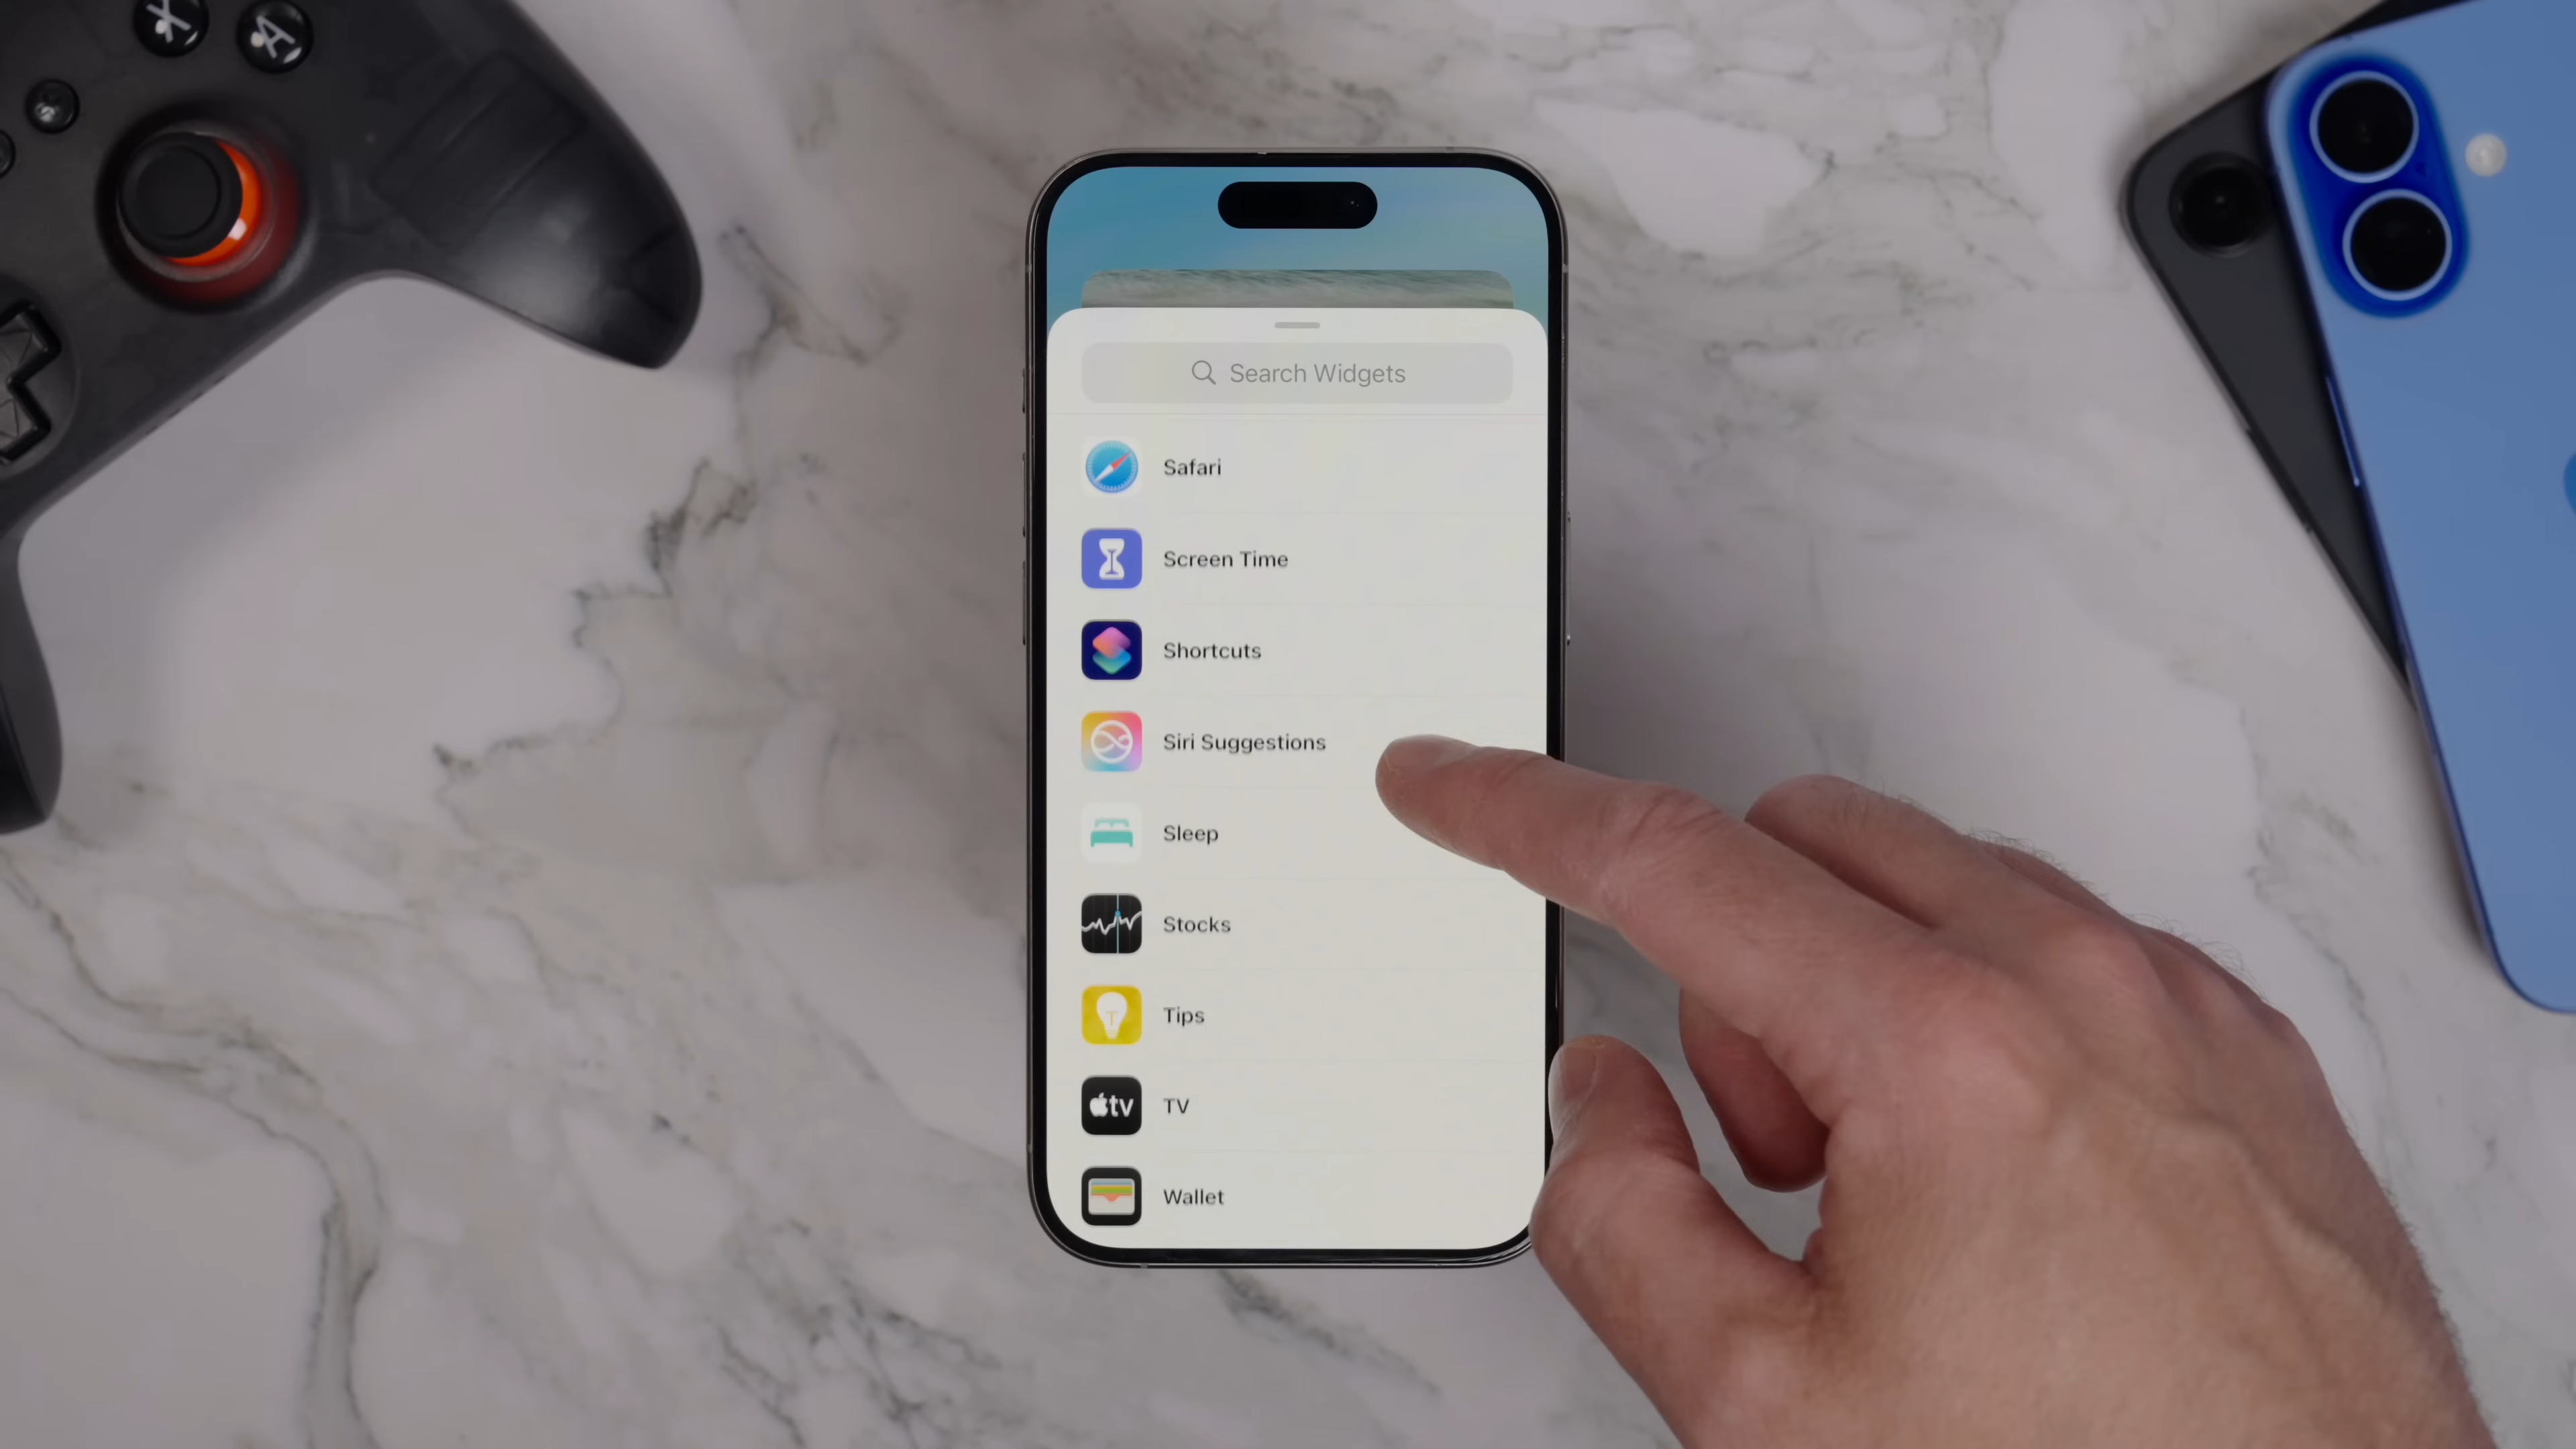 X
A
Search Widgets
Safari
Screen Time
Shortcuts
Siri Suggestions
Sleep
Stocks
T
Tips
tv
TV
Wallet